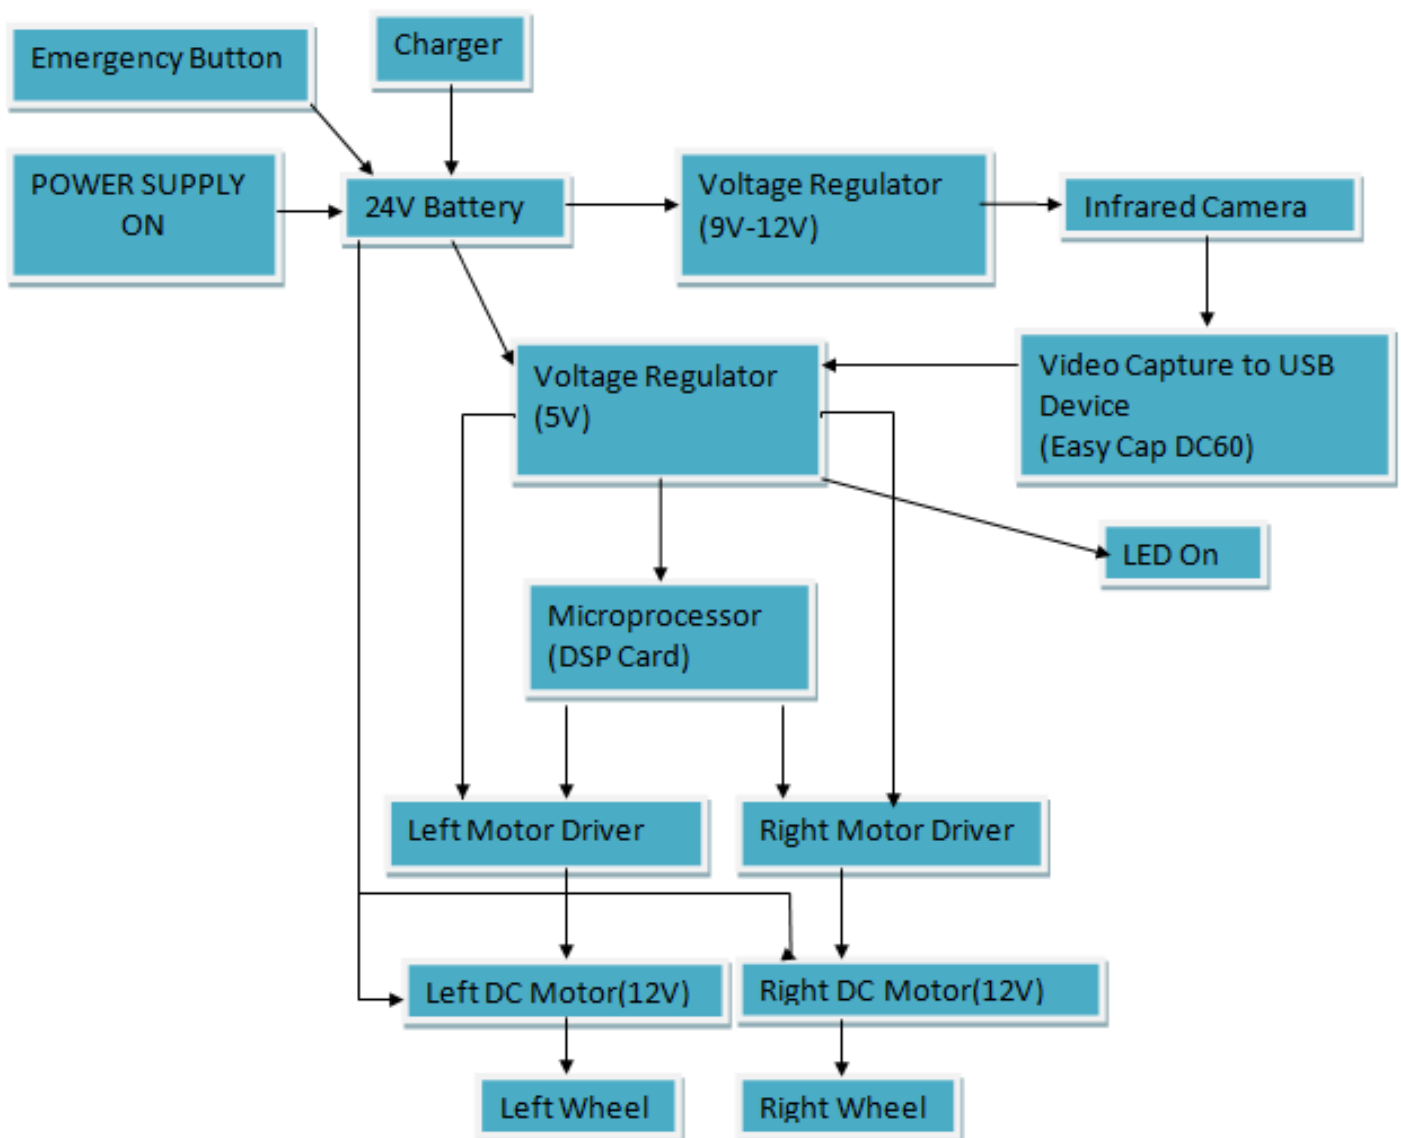 Emergency Button
Charger
POWER SUPPLY
ON
24V Battery
Voltage Regulator
(9V-12V)
Infrared Camera
Voltage Regulator
(5V)
Video Capture to USB
Device
(Easy Cap DC60)
LED On
Microprocessor
(DSP Card)
Left Motor Driver
Right Motor Driver
Left DC Motor(12V)
Right DC Motor(12V)
Left Wheel
Right Wheel